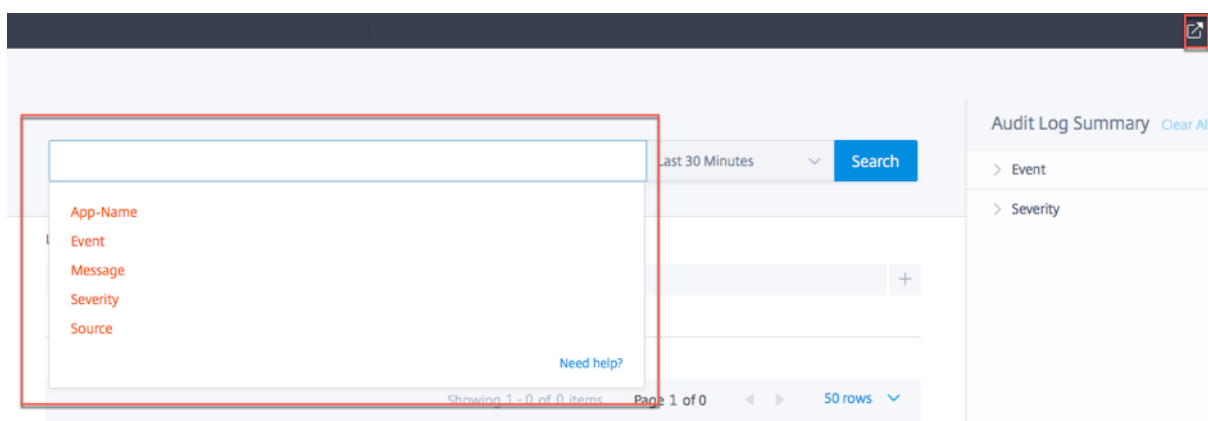 Audit Log Summary Clear Al
Last 30 Minutes
Search
Event
Severity
App-Name
Event
Message
Severity
Source
Need help?
Showing 1 - 0 of 0 items Page 1 of 0 50 rows